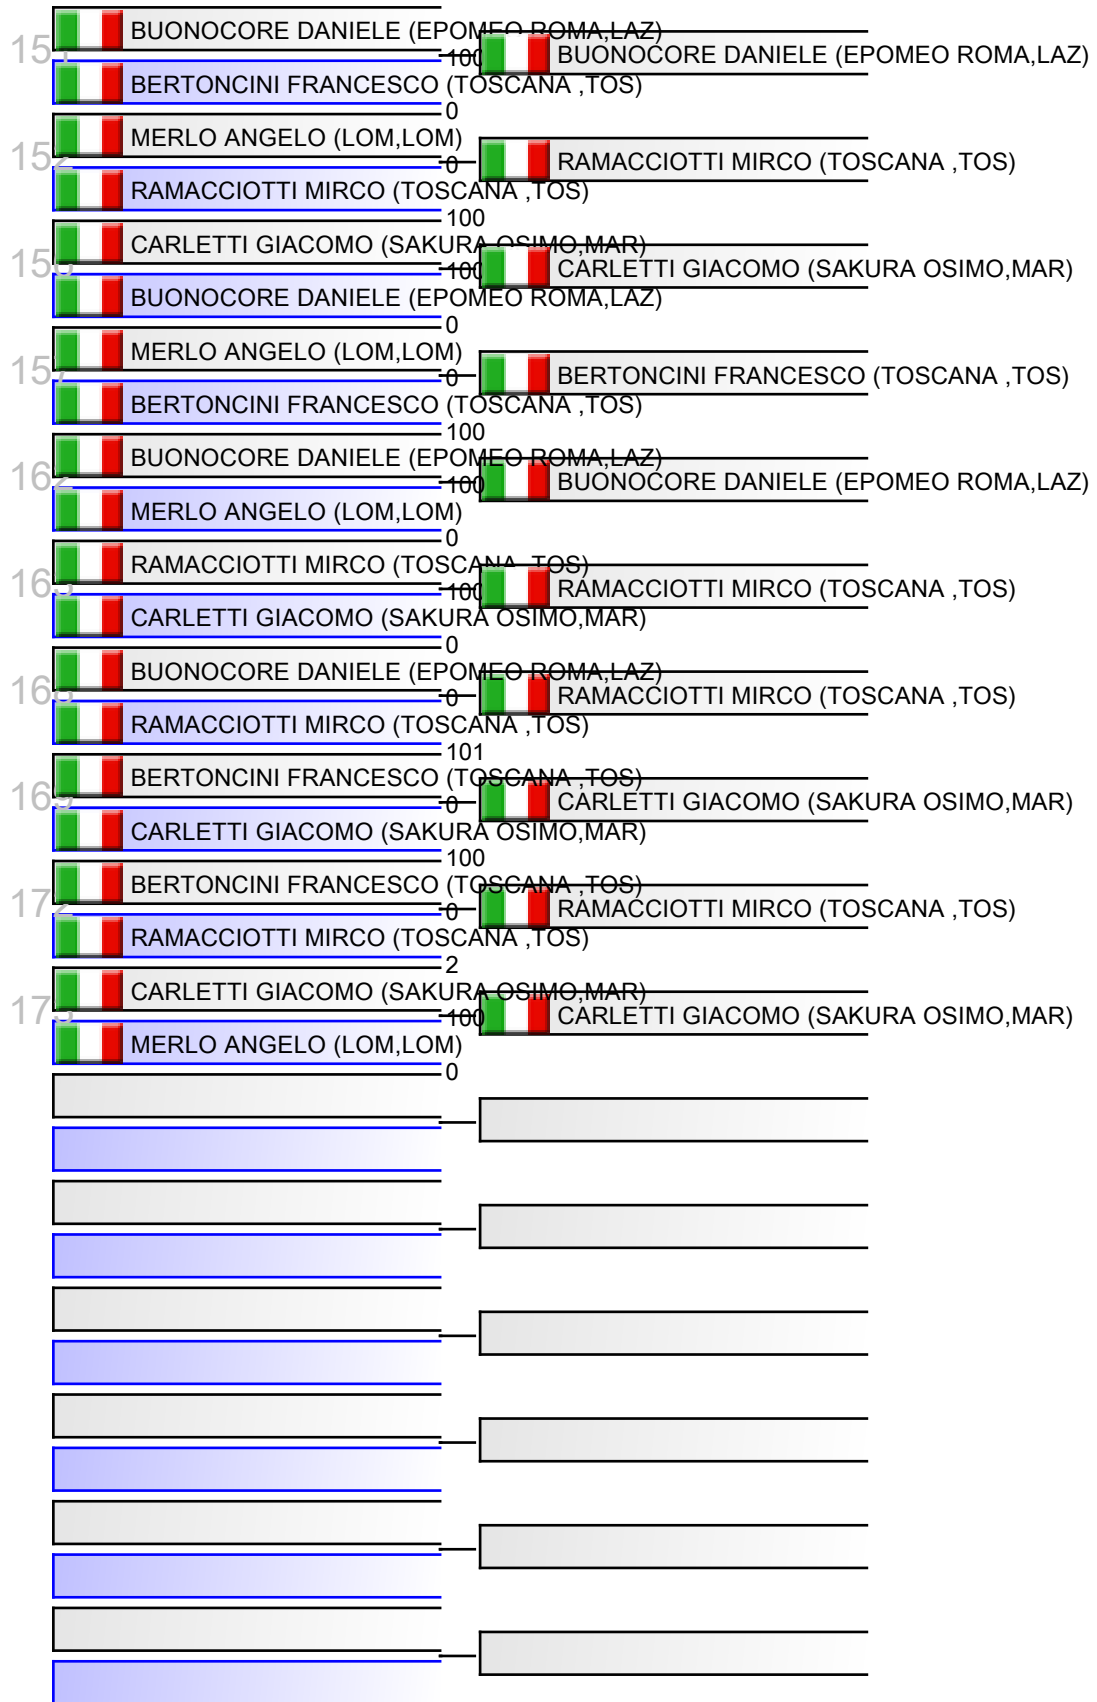 BUONOCORE DANIELE (EPOMEO ROMA,LAZ)
100
BUONOCORE DANIELE (EPOMEO ROMA,LAZ)
BERTONCINI FRANCESCO (TOSCANA ,TOS)
0
MERLO ANGELO (LOM,LOM)
0
RAMACCIOTTI MIRCO (TOSCANA ,TOS)
RAMACCIOTTI MIRCO (TOSCANA ,TOS)
100
CARLETTI GIACOMO (SAKURA OSIMO,MAR)
100
CARLETTI GIACOMO (SAKURA OSIMO,MAR)
BUONOCORE DANIELE (EPOMEO ROMA,LAZ)
0
MERLO ANGELO (LOM,LOM)
0
BERTONCINI FRANCESCO (TOSCANA ,TOS)
BERTONCINI FRANCESCO (TOSCANA ,TOS)
100
BUONOCORE DANIELE (EPOMEO ROMA,LAZ)
100
BUONOCORE DANIELE (EPOMEO ROMA,LAZ)
MERLO ANGELO (LOM,LOM)
0
RAMACCIOTTI MIRCO (TOSCANA ,TOS)
100
RAMACCIOTTI MIRCO (TOSCANA ,TOS)
CARLETTI GIACOMO (SAKURA OSIMO,MAR)
0
BUONOCORE DANIELE (EPOMEO ROMA,LAZ)
0
RAMACCIOTTI MIRCO (TOSCANA ,TOS)
RAMACCIOTTI MIRCO (TOSCANA ,TOS)
101
BERTONCINI FRANCESCO (TOSCANA ,TOS)
0
CARLETTI GIACOMO (SAKURA OSIMO,MAR)
CARLETTI GIACOMO (SAKURA OSIMO,MAR)
100
BERTONCINI FRANCESCO (TOSCANA ,TOS)
0
RAMACCIOTTI MIRCO (TOSCANA ,TOS)
RAMACCIOTTI MIRCO (TOSCANA ,TOS)
2
CARLETTI GIACOMO (SAKURA OSIMO,MAR)
100
CARLETTI GIACOMO (SAKURA OSIMO,MAR)
MERLO ANGELO (LOM,LOM)
0